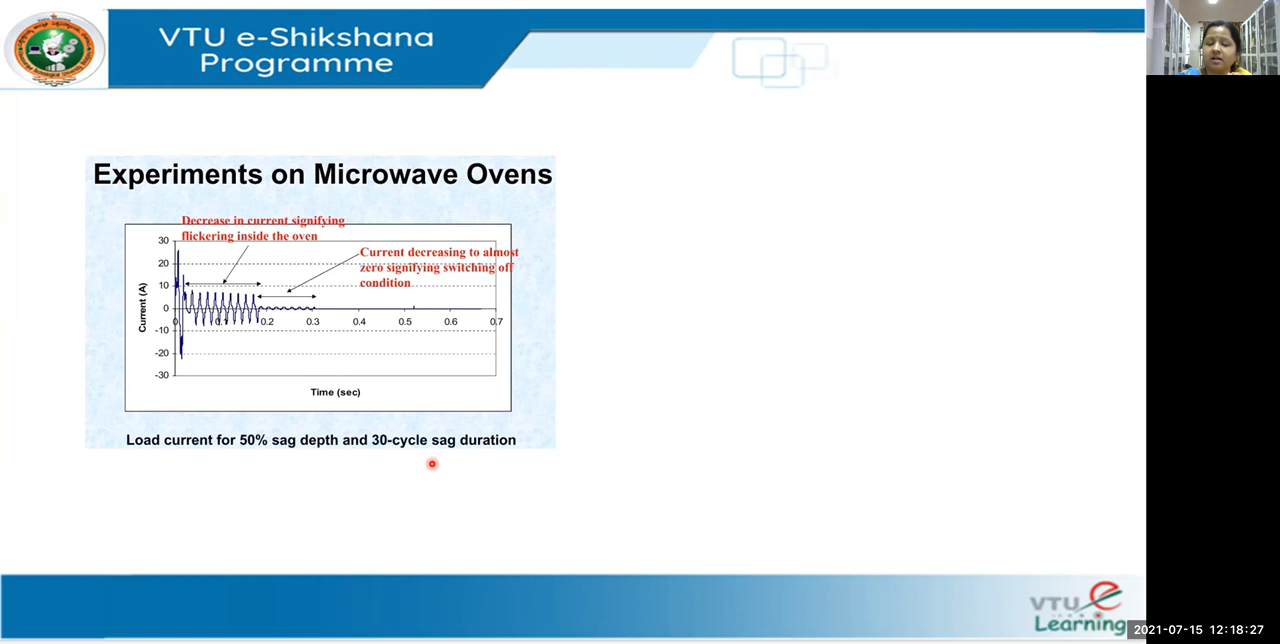 VTU e-Shikshana
Programme
Experiments on Microwave Ovens
Decrease in current signifying
flickering inside the oven
Current decreasing to almost
zero signifying switching off
condition
30
20
10
0
-10
-20
-30
Current (A)
0 0.1 0.2 0.3 0.4 0.5 0.6 0.7
Time (sec)
Load current for 50% sag depth and 30-cycle sag duration
VTU e
Learning
2021-07-15 12:18:27